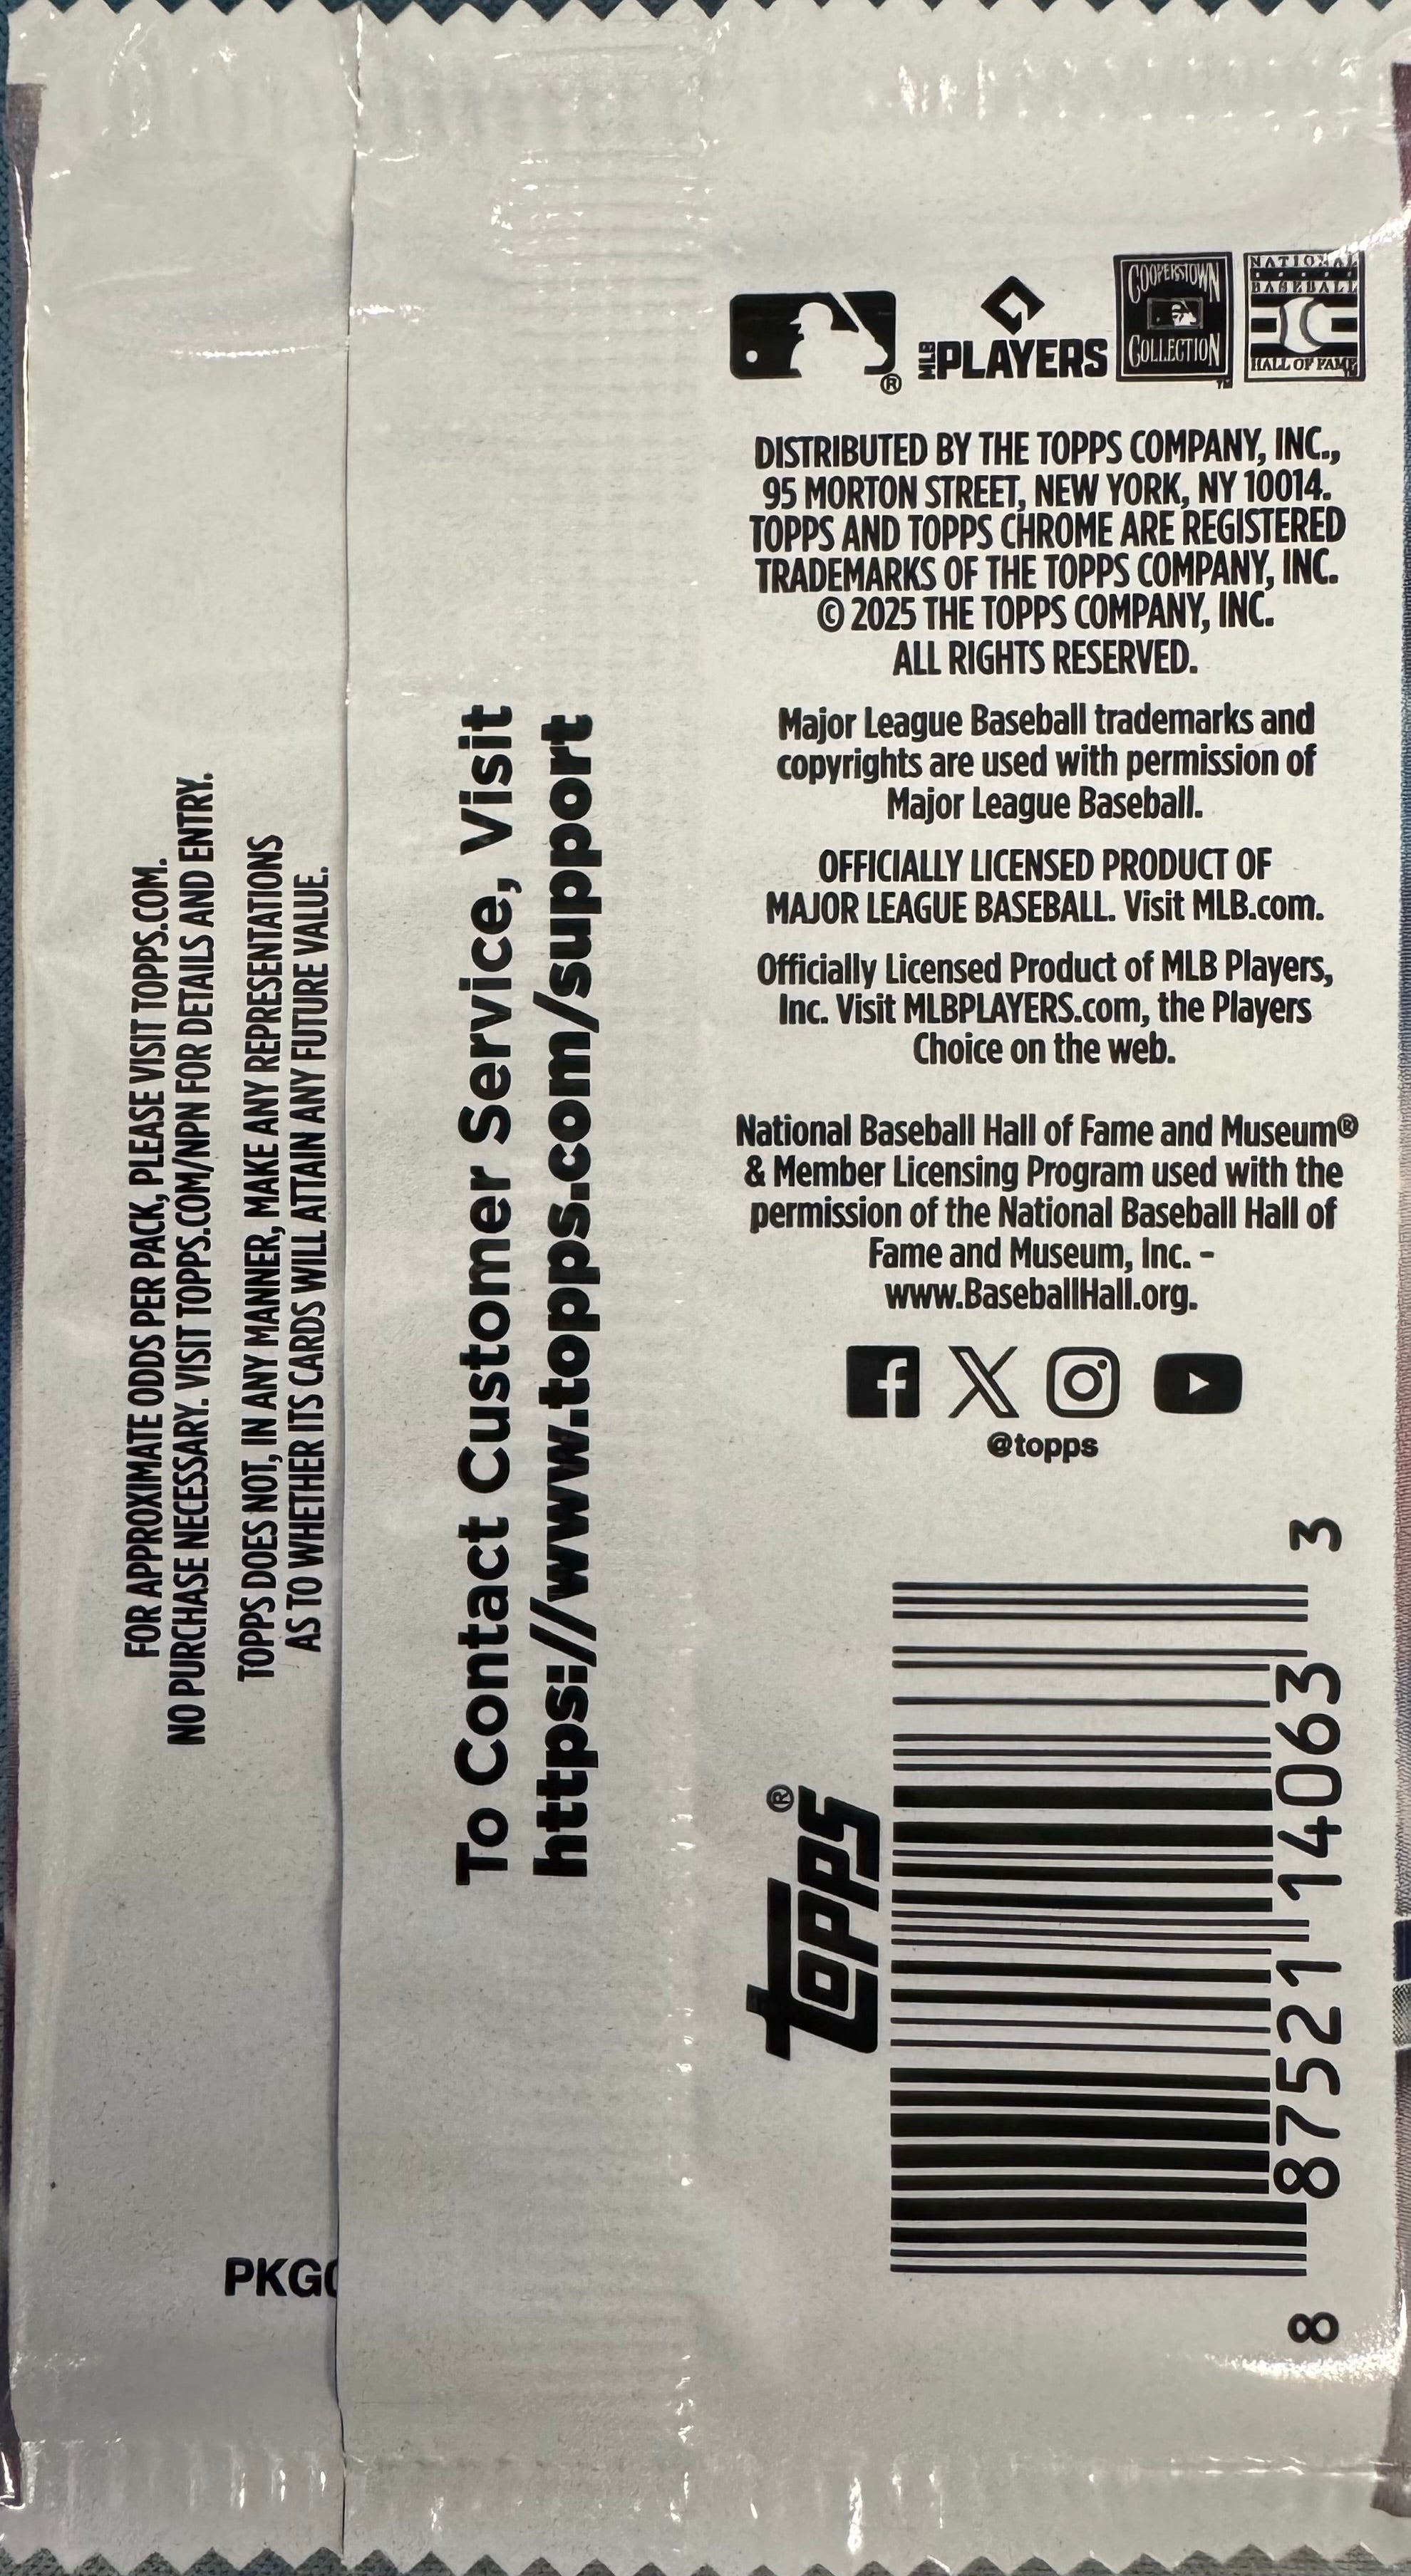 FOR APPROXIMATE ODDS PER PACK, PLEASE VISIT TOPPS.COM.
NO PURCHASE NECESSARY. VISIT TOPPS.COM/NPN FOR DETAILS AND ENTRY.
TOPPS DOES NOT, IN ANY MANNER, MAKE ANY REPRESENTATIONS
AS TO WHETHER ITS CARDS WILL ATTAIN ANY FUTURE VALUE.
PKG
To Contact Customer Service, Visit
https://www.topps.com/support
®
MLB PLAYERS
COOPERSTOWN
COLLECTION
™
NATIONAL
BASEBALL
HALL OF FAME
DISTRIBUTED BY THE TOPPS COMPANY, INC.,
95 MORTON STREET, NEW YORK, NY 10014.
TOPPS AND TOPPS CHROME ARE REGISTERED
TRADEMARKS OF THE TOPPS COMPANY, INC.
© 2025 THE TOPPS COMPANY, INC.
ALL RIGHTS RESERVED.
Major League Baseball trademarks and
copyrights are used with permission of
Major League Baseball.
OFFICIALLY LICENSED PRODUCT OF
MAJOR LEAGUE BASEBALL. Visit MLB.com.
Officially Licensed Product of MLB Players,
Inc. Visit MLBPLAYERS.com, the Players
Choice on the web.
National Baseball Hall of Fame and Museum®
& Member Licensing Program used with the
permission of the National Baseball Hall of
Fame and Museum, Inc. -
www.BaseballHall.org.
@topps
topps®
8 87521 14063 3